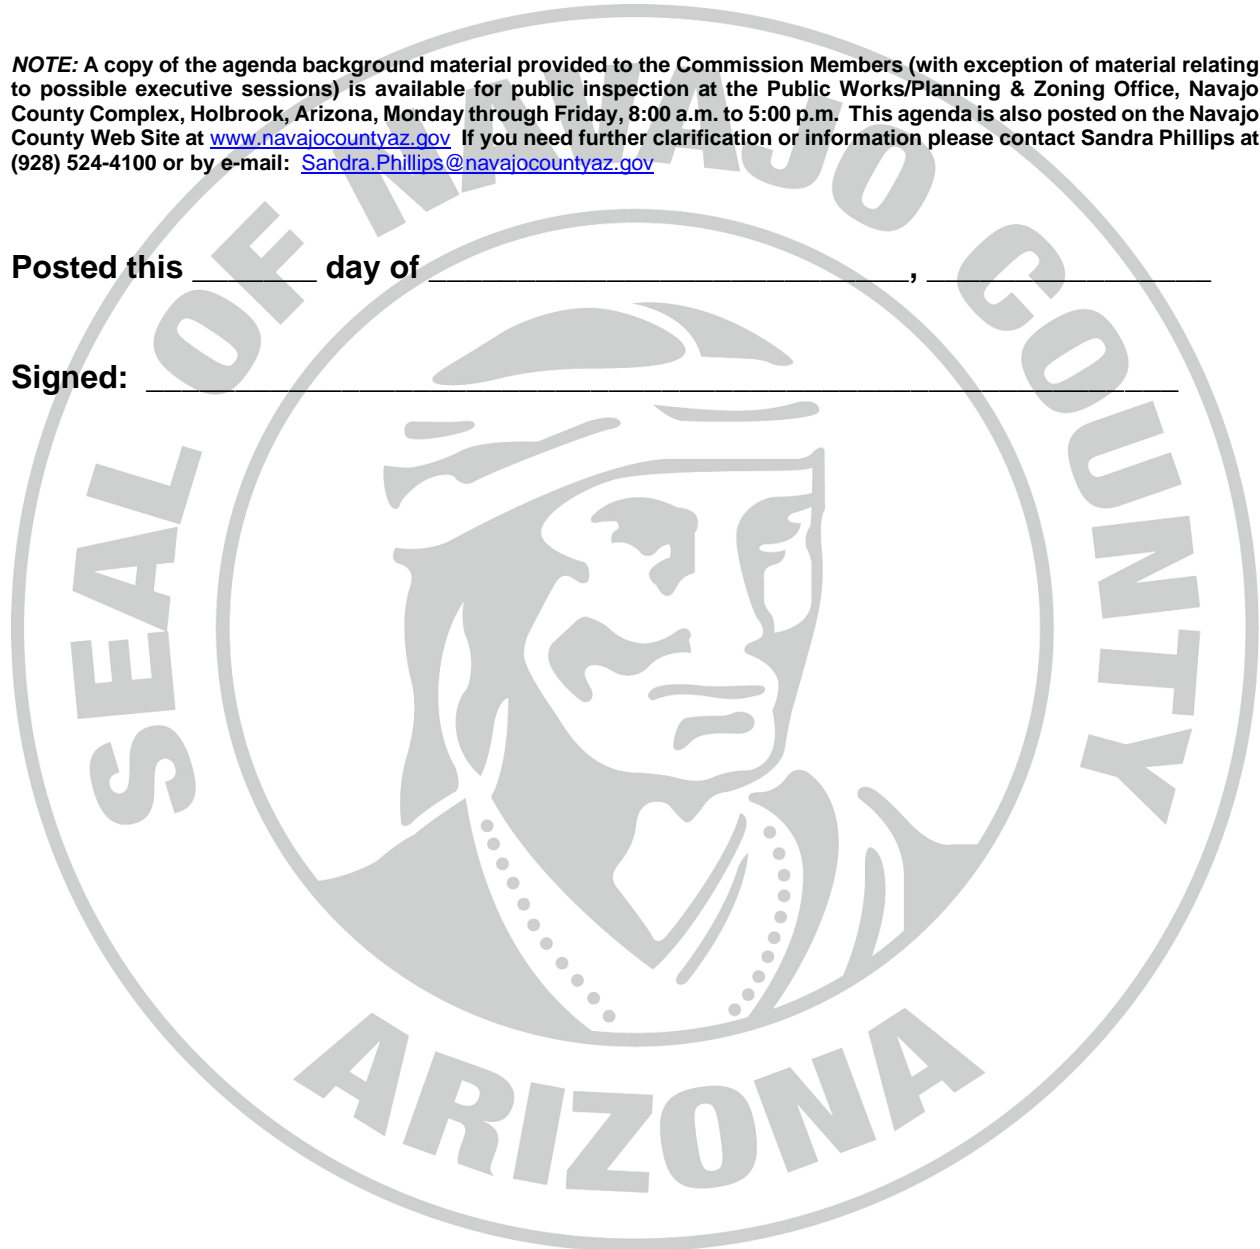 NOTE: A copy of the agenda background material provided to the Commission Members (with exception of material relating
to possible executive sessions) is available for public inspection at the Public Works/Planning & Zoning Office, Navajo
County Complex, Holbrook, Arizona, Monday through Friday, 8:00 a.m. to 5:00 p.m. This agenda is also posted on the Navajo
County Web Site at www.navajocountyaz.gov If you need further clarification or information please contact Sandra Phillips at
(928) 524-4100 or by e-mail: Sandra.Phillips@navajocountyaz.gov
Posted this _______ day of ___________________________, ________________
Signed: __________________________________________________________
SEAL OF NAVAJO COUNTY
ARIZONA